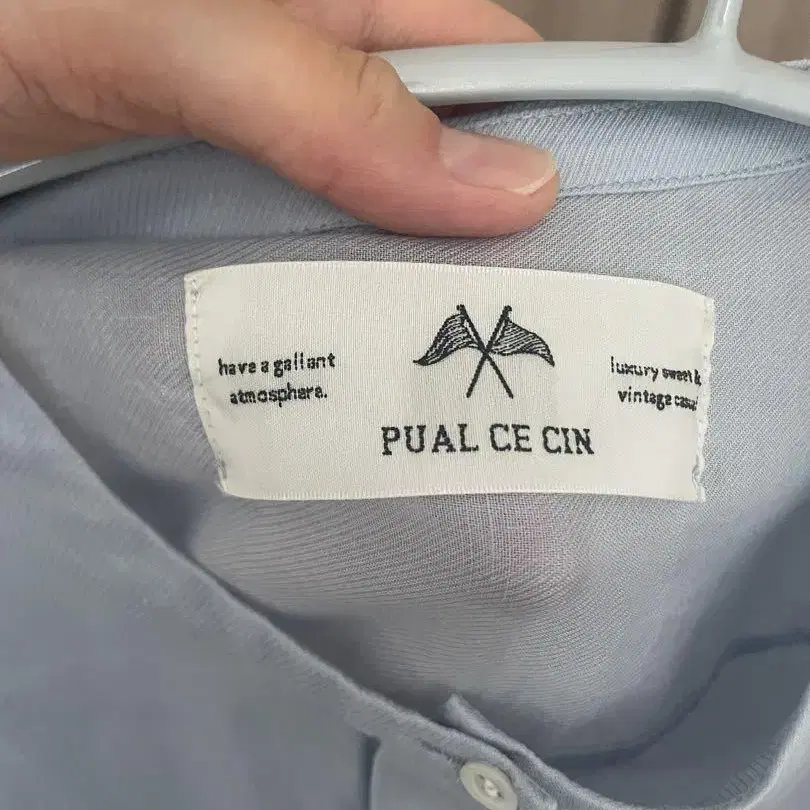 have a gallant
atmosphere.
luxury sweet &
vintage casual
PUAL CE CIN